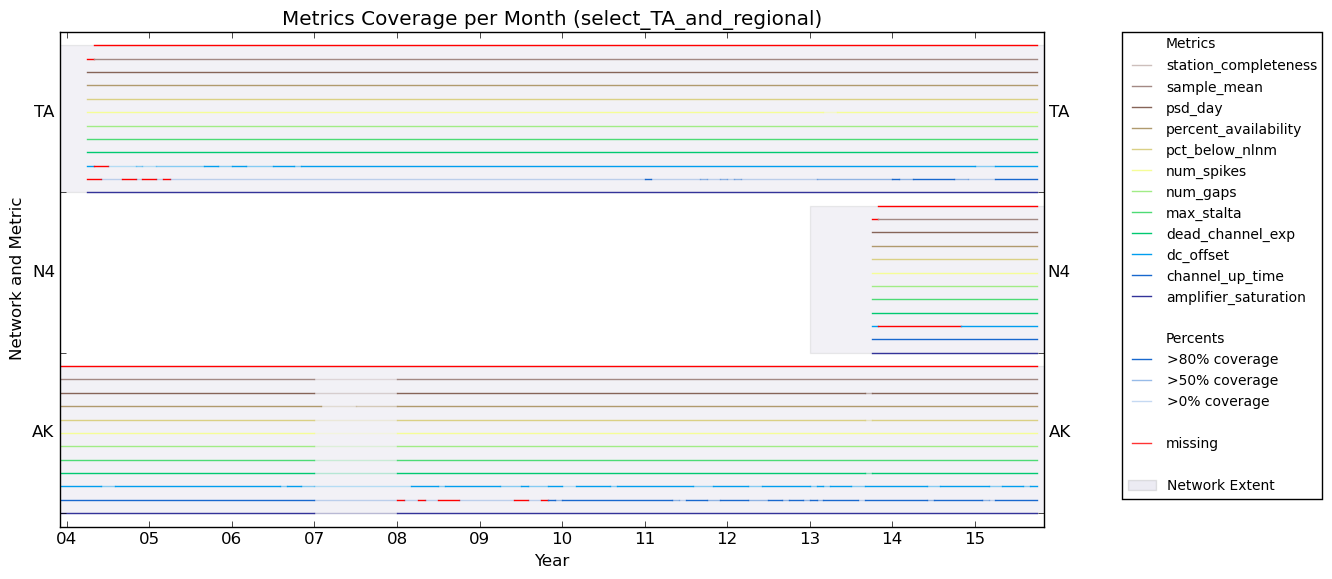 Metrics Coverage per Month (select_TA_and_regional)
Network and Metric
TA
N4
AK
TA
N4
AK
04 05 06 07 08 09 10 11 12 13 14 15
Year
Metrics
station_completeness
sample_mean
psd_day
percent_availability
pct_below_nlnm
num_spikes
num_gaps
max_stalta
dead_channel_exp
dc_offset
channel_up_time
amplifier_saturation
Percents
>80% coverage
>50% coverage
>0% coverage
missing
Network Extent